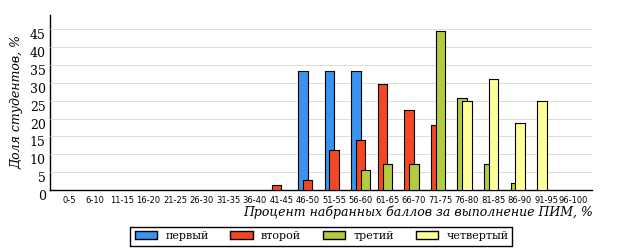 Доля студентов, %
45
40
35
30
25
20
15
10
5
0
0-5 6-10 11-15 16-20 21-25 26-30 31-35 36-40 41-45 46-50 51-55 56-60 61-65 66-70 71-75 76-80 81-85 86-90 91-95 96-100
Процент набранных баллов за выполнение ПИМ, %
первый второй третий четвертый